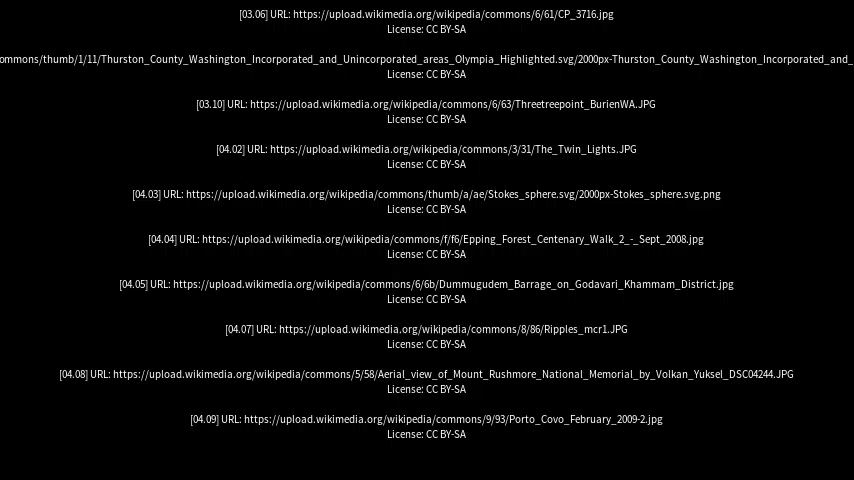 [03.06] URL: https://upload.wikimedia.org/wikipedia/commons/6/61/CP_3716.jpg
License: CC BY-SA
ommons/thumb/1/11/Thurston_County_Washington_Incorporated_and_Unincorporated_areas_Olympia_Highlighted.svg/2000px-Thurston_County_Washington_Incorporated_and_
License: CC BY-SA
[03.10] URL: https://upload.wikimedia.org/wikipedia/commons/6/63/Threetreepoint_BurienWA.JPG
License: CC BY-SA
[04.02] URL: https://upload.wikimedia.org/wikipedia/commons/3/31/The_Twin_Lights.JPG
License: CC BY-SA
[04.03] URL: https://upload.wikimedia.org/wikipedia/commons/thumb/a/ae/Stokes_sphere.svg/2000px-Stokes_sphere.svg.png
License: CC BY-SA
[04.04] URL: https://upload.wikimedia.org/wikipedia/commons/f/f6/Epping_Forest_Centenary_Walk_2_-_Sept_2008.jpg
License: CC BY-SA
[04.05] URL: https://upload.wikimedia.org/wikipedia/commons/6/6b/Dummugudem_Barrage_on_Godavari_Khammam_District.jpg
License: CC BY-SA
[04.07] URL: https://upload.wikimedia.org/wikipedia/commons/8/86/Ripples_mcr1.JPG
License: CC BY-SA
[04.08] URL: https://upload.wikimedia.org/wikipedia/commons/5/58/Aerial_view_of_Mount_Rushmore_National_Memorial_by_Volkan_Yuksel_DSC04244.JPG
License: CC BY-SA
[04.09] URL: https://upload.wikimedia.org/wikipedia/commons/9/93/Porto_Covo_February_2009-2.jpg
License: CC BY-SA